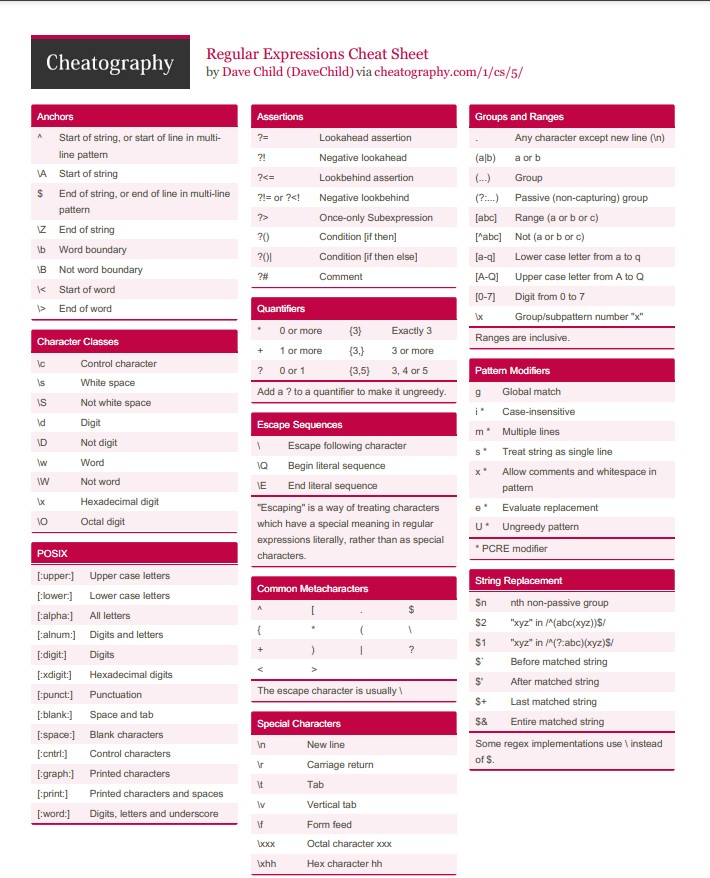 Cheatography
Regular Expressions Cheat Sheet
by Dave Child (DaveChild) via cheatography.com/1/cs/5/
Anchors
^ Start of string, or start of line in multi-
line pattern
\A Start of string
$ End of string, or end of line in multi-line
pattern
\Z End of string
\b Word boundary
\B Not word boundary
\< Start of word
\> End of word
Character Classes
\c Control character
\s White space
\S Not white space
\d Digit
\D Not digit
\w Word
\W Not word
\x Hexadecimal digit
\O Octal digit
POSIX
[:upper:] Upper case letters
[:lower:] Lower case letters
[:alpha:] All letters
[:alnum:] Digits and letters
[:digit:] Digits
[:xdigit:] Hexadecimal digits
[:punct:] Punctuation
[:blank:] Space and tab
[:space:] Blank characters
[:cntrl:] Control characters
[:graph:] Printed characters
[:print:] Printed characters and spaces
[:word:] Digits, letters and underscore
Assertions
?= Lookahead assertion
?! Negative lookahead
?<= Lookbehind assertion
?!= or ?<! Negative lookbehind
?> Once-only Subexpression
?() Condition [if then]
?()| Condition [if then else]
?# Comment
Quantifiers
* 0 or more {3} Exactly 3
+ 1 or more {3,} 3 or more
? 0 or 1 {3,5} 3, 4 or 5
Add a ? to a quantifier to make it ungreedy.
Escape Sequences
\ Escape following character
\Q Begin literal sequence
\E End literal sequence
"Escaping" is a way of treating characters
which have a special meaning in regular
expressions literally, rather than as special
characters.
Common Metacharacters
^ [ . $
{ * ( \
+ ) | ?
< >
The escape character is usually \
Special Characters
\n New line
\r Carriage return
\t Tab
\v Vertical tab
\f Form feed
\xxx Octal character xxx
\xhh Hex character hh
Groups and Ranges
. Any character except new line (\n)
(a|b) a or b
(...) Group
(?:...) Passive (non-capturing) group
[abc] Range (a or b or c)
[^abc] Not (a or b or c)
[a-q] Lower case letter from a to q
[A-Q] Upper case letter from A to Q
[0-7] Digit from 0 to 7
\x Group/subpattern number "x"
Ranges are inclusive.
Pattern Modifiers
g Global match
i * Case-insensitive
m * Multiple lines
s * Treat string as single line
x * Allow comments and whitespace in
pattern
e * Evaluate replacement
U * Ungreedy pattern
* PCRE modifier
String Replacement
$n nth non-passive group
$2 "xyz" in /^(abc(xyz))$/
$1 "xyz" in /^(?:abc)(xyz)$/
$` Before matched string
$' After matched string
$+ Last matched string
$& Entire matched string
Some regex implementations use \ instead
of $.